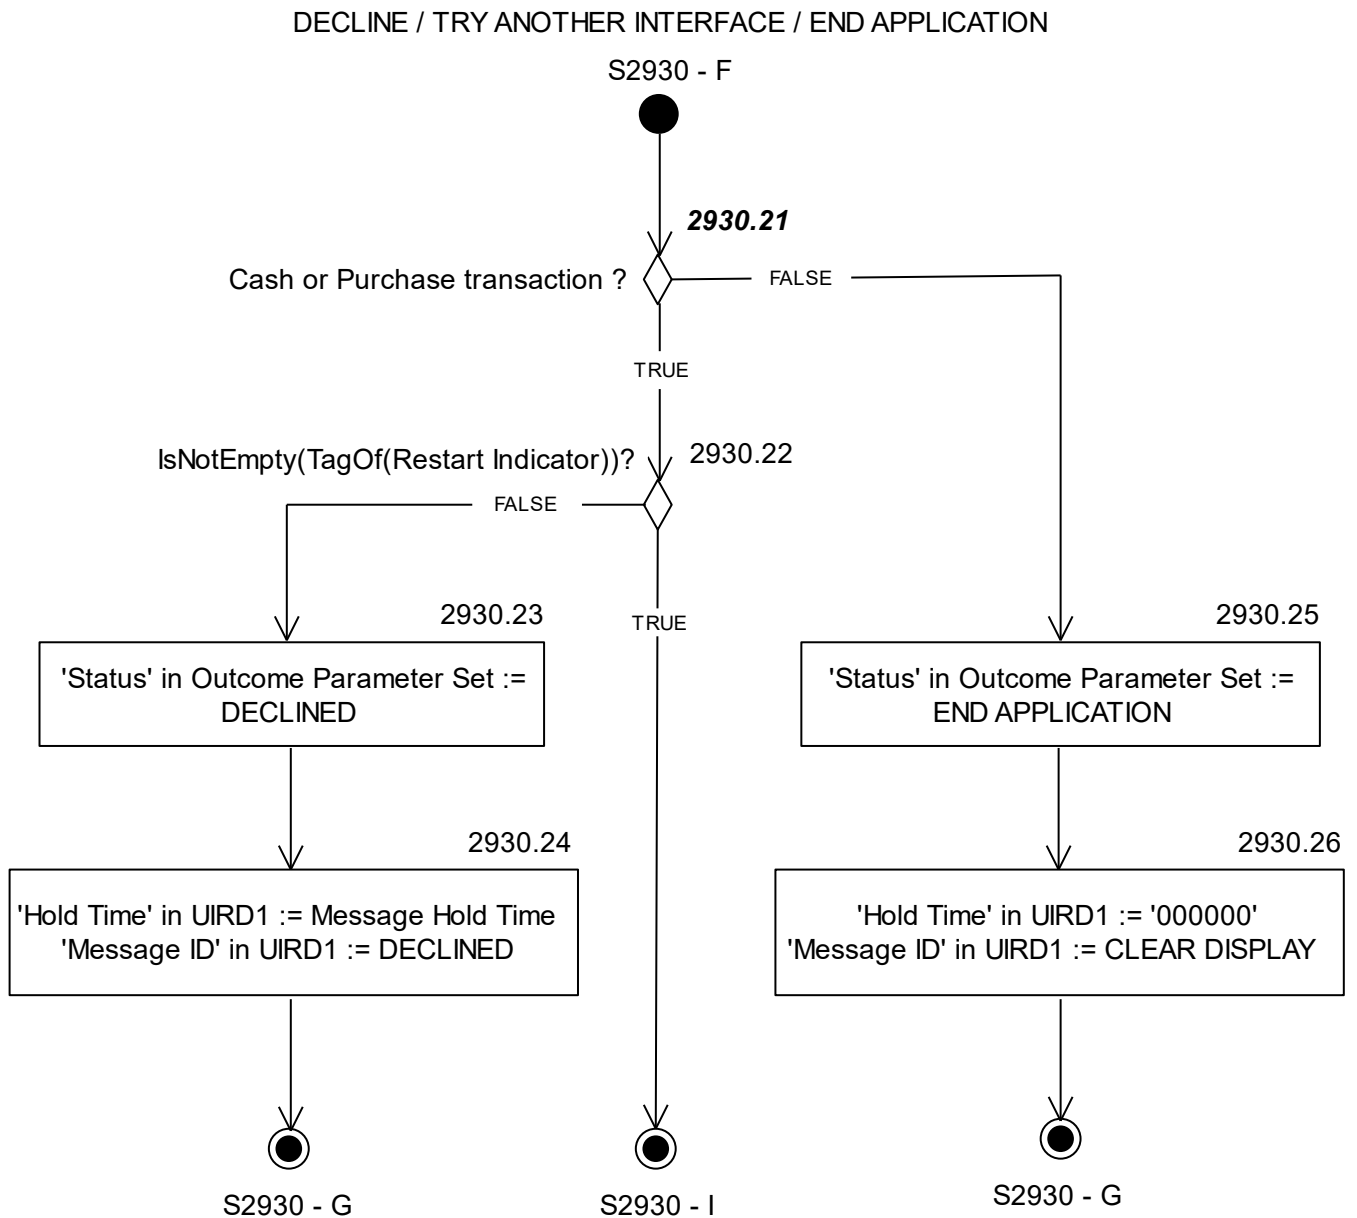 DECLINE / TRY ANOTHER INTERFACE / END APPLICATION
S2930 - F
2930.21
Cash or Purchase transaction ?
FALSE
TRUE
IsNotEmpty(TagOf(Restart Indicator))?
2930.22
FALSE
TRUE
2930.23
'Status' in Outcome Parameter Set :=
DECLINED
2930.25
'Status' in Outcome Parameter Set :=
END APPLICATION
2930.24
'Hold Time' in UIRD1 := Message Hold Time
'Message ID' in UIRD1 := DECLINED
2930.26
'Hold Time' in UIRD1 := '000000'
'Message ID' in UIRD1 := CLEAR DISPLAY
S2930 - G
S2930 - I
S2930 - G